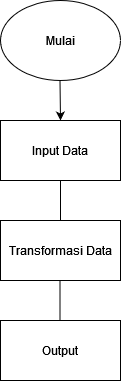 Mulai
Input Data
Transformasi Data
Output